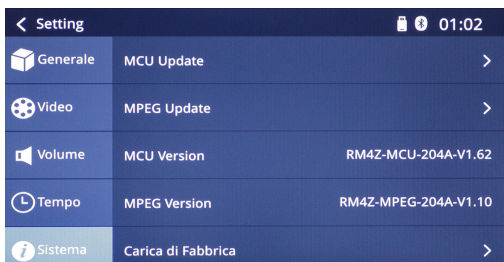 Setting
01:02
Generale
MCU Update
Video
MPEG Update
Volume
MCU Version
RM4Z-MCU-204A-V1.62
Tempo
MPEG Version
RM4Z-MPEG-204A-V1.10
Sistema
Carica di Fabbrica